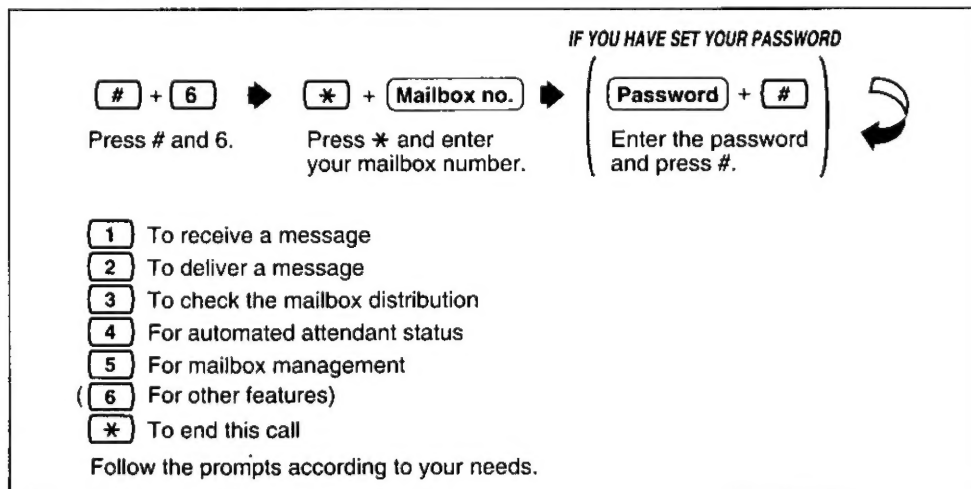 IF YOU HAVE SET YOUR PASSWORD
# + 6 * + Mailbox no. ( Password + # )
Press # and 6. Press * and enter your mailbox number. Enter the password and press #.
1 To receive a message
2 To deliver a message
3 To check the mailbox distribution
4 For automated attendant status
5 For mailbox management
( 6 For other features)
* To end this call
Follow the prompts according to your needs.